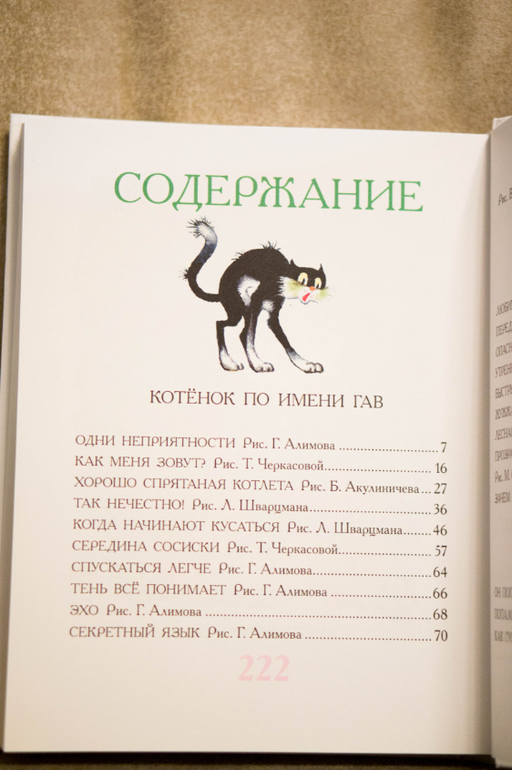 СОДЕРЖАНИЕ
КОТЁНОК ПО ИМЕНИ ГАВ
ОДНИ НЕПРИЯТНОСТИ Рис. Г. Алимова 7
КАК МЕНЯ ЗОВУТ? Рис. Т. Черкасовой 16
ХОРОШО СПРЯТАНАЯ КОТЛЕТА Рис. Б. Акулиничева 27
ТАК НЕЧЕСТНО! Рис. Л. Шварцмана 36
КОГДА НАЧИНАЮТ КУСАТЬСЯ Рис. Л. Шварцмана 46
СЕРЕДИНА СОСИСКИ Рис. Т. Черкасовой 57
СПУСКАТЬСЯ ЛЕГЧЕ Рис. Г. Алимова 64
ТЕНЬ ВСЁ ПОНИМАЕТ Рис. Г. Алимова 66
ЭХО Рис. Г. Алимова 68
СЕКРЕТНЫЙ ЯЗЫК Рис. Г. Алимова 70
222